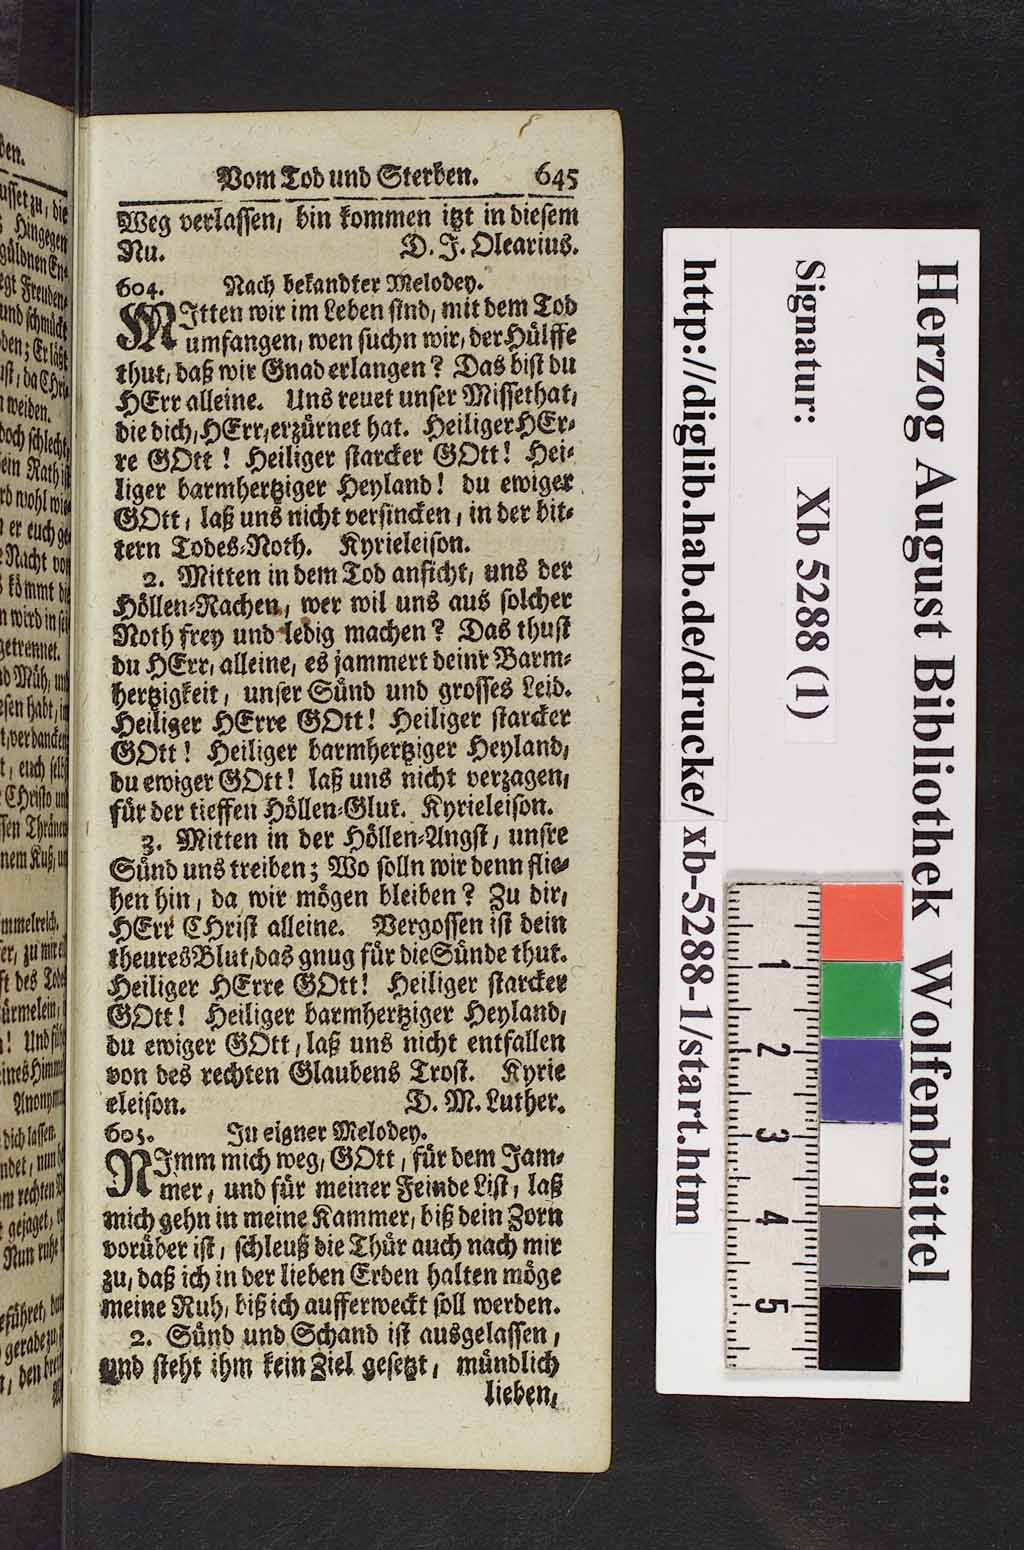 Vom Tod und Sterben. 645
Weg verlassen, bin kommen itzt in diesem
Nu. D. J. Olearius.
604. Nach bekandter Melodey.
MItten wir im Leben sind, mit dem Tod
umfangen, wen suchn wir, der Hülffe
thut, daß wir Gnad erlangen? Das bist du
HErr alleine. Uns reuet unser Missethat,
die dich, HErr, erzürnet hat. Heiliger HEr-
re GOtt! Heiliger starcker GOtt! Hei-
liger barmhertziger Heyland! du ewiger
GOtt, laß uns nicht versincken, in der bit-
tern Todes-Noth. Kyrieleison.
2. Mitten in dem Tod anficht, uns der
Höllen-Rachen, wer wil uns aus solcher
Noth frey und ledig machen? Das thust
du HErr, alleine, es jammert deinr Barm-
hertzigkeit, unser Sünd und grosses Leid.
Heiliger HErre GOtt! Heiliger starcker
GOtt! Heiliger barmhertziger Heyland,
du ewiger GOtt! laß uns nicht verzagen,
für der tieffen Höllen-Glut. Kyrieleison.
3. Mitten in der Höllen-Angst, unsre
Sünd uns treiben; Wo solln wir denn flie-
hen hin, da wir mögen bleiben? Zu dir,
HErr CHrist alleine. Vergossen ist dein
theures Blut, das gnug für die Sünde thut.
Heiliger HErre GOtt! Heiliger starcker
GOtt! Heiliger barmhertziger Heyland,
du ewiger GOtt, laß uns nicht entfallen
von des rechten Glaubens Trost. Kyrie
eleison. D. M. Luther.
605. In eigner Melodey.
NImm mich weg, GOtt, für dem Jam-
mer, und für meiner Feinde List, laß
mich gehn in meine Kammer, biß dein Zorn
vorüber ist, schleuß die Thür auch nach mir
zu, daß ich in der lieben Erden halten möge
meine Ruh, biß ich aufferweckt soll werden.
2. Sünd und Schand ist ausgelassen,
und steht ihm kein Ziel gesetzt, mündlich
lieben,
Herzog August Bibliothek Wolfenbüttel
Signatur: Xb 5288 (1)
http://diglib.hab.de/drucke/xb-5288-1/start.htm
1
2
3
4
5